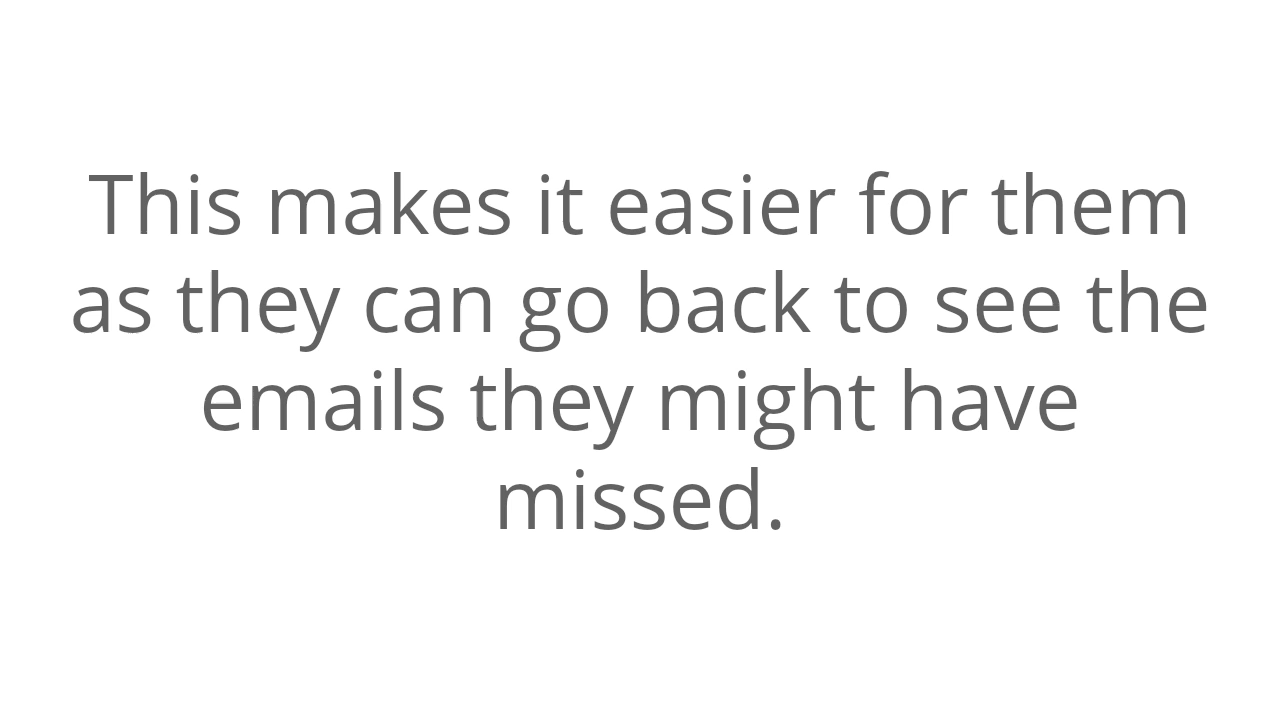 This makes it easier for them
as they can go back to see the
emails they might have
missed.